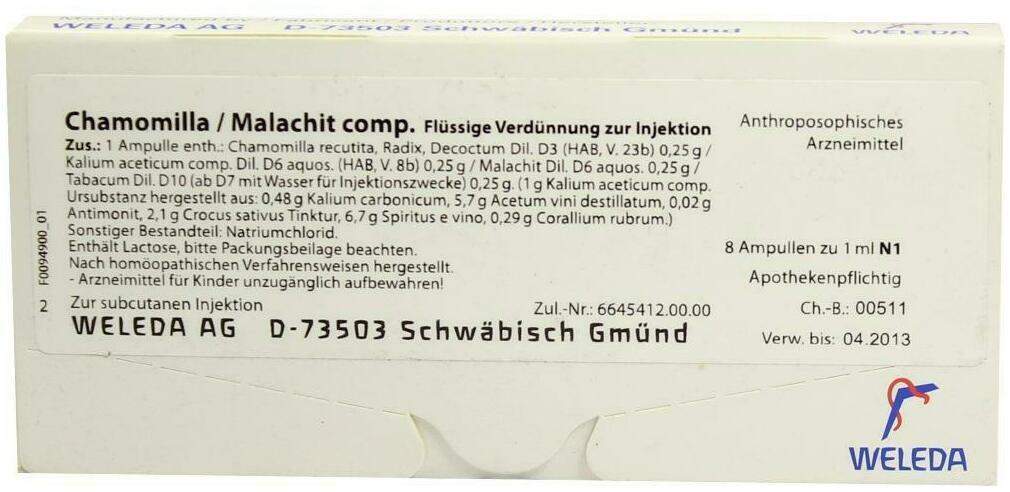 WELEDA AG D-73503 Schwäbisch Gmünd WELEDA
Chamomilla / Malachit comp. Flüssige Verdünnung zur Injektion
Zus.: 1 Ampulle enth.: Chamomilla recutita, Radix, Decoctum Dil. D3 (HAB, V. 23b) 0,25 g /
Kalium aceticum comp. Dil. D6 aquos. (HAB, V. 8b) 0,25 g / Malachit Dil. D6 aquos. 0,25 g /
Tabacum Dil. D10 (ab D7 mit Wasser für Injektionszwecke) 0,25 g. (1 g Kalium aceticum comp.
Ursubstanz hergestellt aus: 0,48 g Kalium carbonicum, 5,7 g Acetum vini destillatum, 0,02 g
Antimonit, 2,1 g Crocus sativus Tinktur, 6,7 g Spiritus e vino, 0,29 g Corallium rubrum.)
Sonstiger Bestandteil: Natriumchlorid.
Enthält Lactose, bitte Packungsbeilage beachten.
Nach homöopathischen Verfahrensweisen hergestellt.
- Arzneimittel für Kinder unzugänglich aufbewahren!
Zur subcutanen Injektion
Zul.-Nr.: 6645412.00.00
WELEDA AG D-73503 Schwäbisch Gmünd
F0094900_01
2
Anthroposophisches
Arzneimittel
8 Ampullen zu 1 ml N1
Apothekenpflichtig
Ch.-B.: 00511
Verw. bis: 04.2013
WELEDA